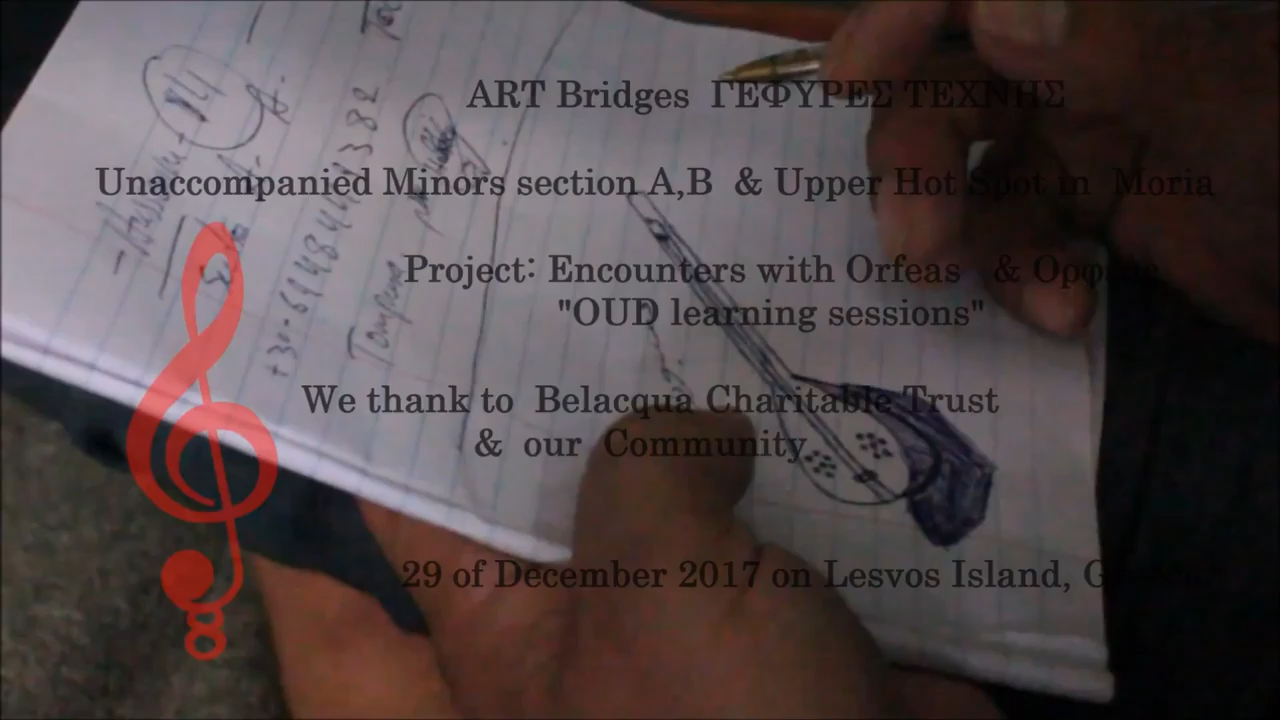 ART Bridges ΓΕΦΥΡΕΣ ΤΕΧΝΗΣ
Unaccompanied Minors section A,B & Upper Hot Spot in Moria
Project: Encounters with Orfeas &
"OUD learning sessions"
We thank to Belacqua Charitable Trust
& our Community
29 of December 2017 on Lesvos Island,
84